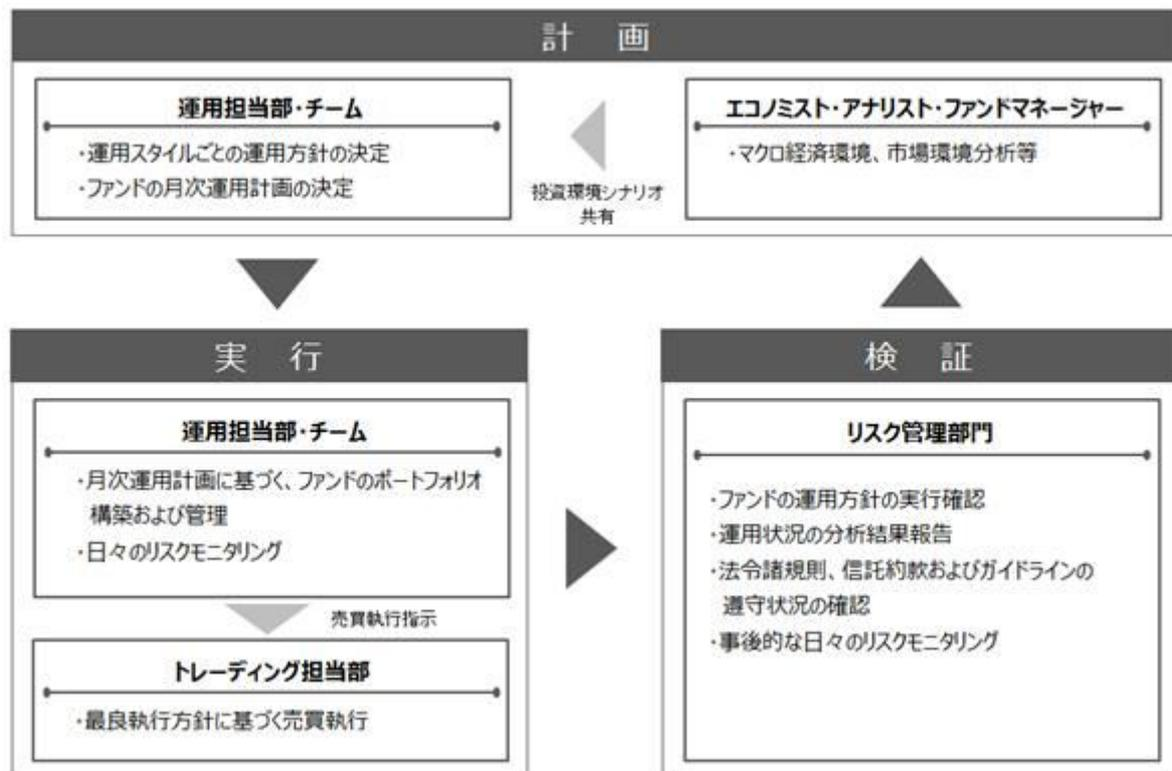 計 画
運用担当部・チーム
・運用スタイルごとの運用方針の決定
・ファンドの月次運用計画の決定
投資環境シナリオ
共有
エコノミスト・アナリスト・ファンドマネージャー
・マクロ経済環境、市場環境分析等
実 行
運用担当部・チーム
・月次運用計画に基づく、ファンドのポートフォリオ
構築および管理
・日々のリスクモニタリング
売買執行指示
トレーディング担当部
・最良執行方針に基づく売買執行
検 証
リスク管理部門
・ファンドの運用方針の実行確認
・運用状況の分析結果報告
・法令諸規則、信託約款およびガイドラインの
遵守状況の確認
・事後的な日々のリスクモニタリング